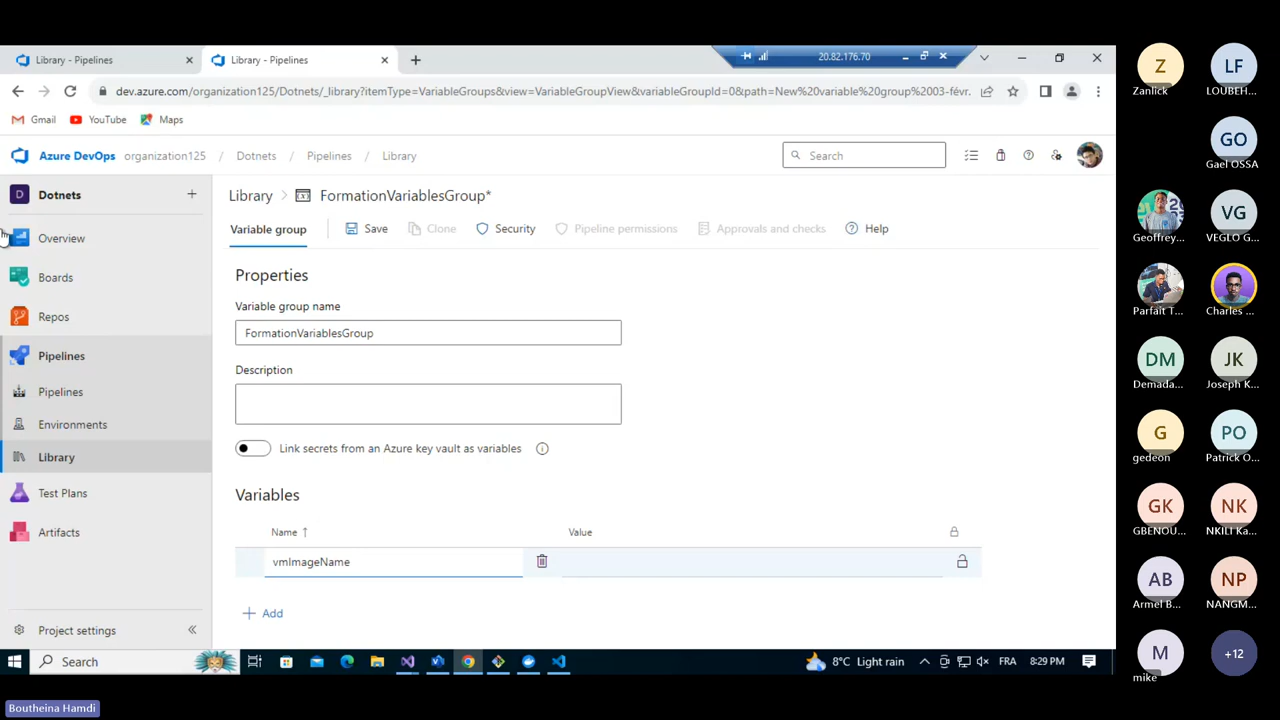 Library - Pipelines
Library - Pipelines
20.82.176.70
dev.azure.com/organization125/Dotnets/_library?itemType=VariableGroups&view=VariableGroupView&variableGroupId=0&path=New%20variable%20group%2003-févr.
Gmail
YouTube
Maps
Azure DevOps
organization125
/
Dotnets
/
Pipelines
/
Library
Search
D
Dotnets
Overview
Boards
Repos
Pipelines
Pipelines
Environments
Library
Test Plans
Artifacts
Project settings
Library
FormationVariablesGroup*
Variable group
Save
Clone
Security
Pipeline permissions
Approvals and checks
Help
Properties
Variable group name
FormationVariablesGroup
Description
Link secrets from an Azure key vault as variables
Variables
Name ↑
Value
vmImageName
Add
Search
8°C Light rain
FRA
8:29 PM
Z
Zanlick
LF
LOUBEH...
GO
Gael OSSA
Geoffrey...
VG
VEGLO G...
Parfait T...
Charles ...
DM
Demada...
JK
Joseph K...
G
gedeon
PO
Patrick O...
GK
GBENOU...
NK
NKILI Ka...
AB
Armel B...
NP
NANGM...
M
mike
+12
Boutheina Hamdi